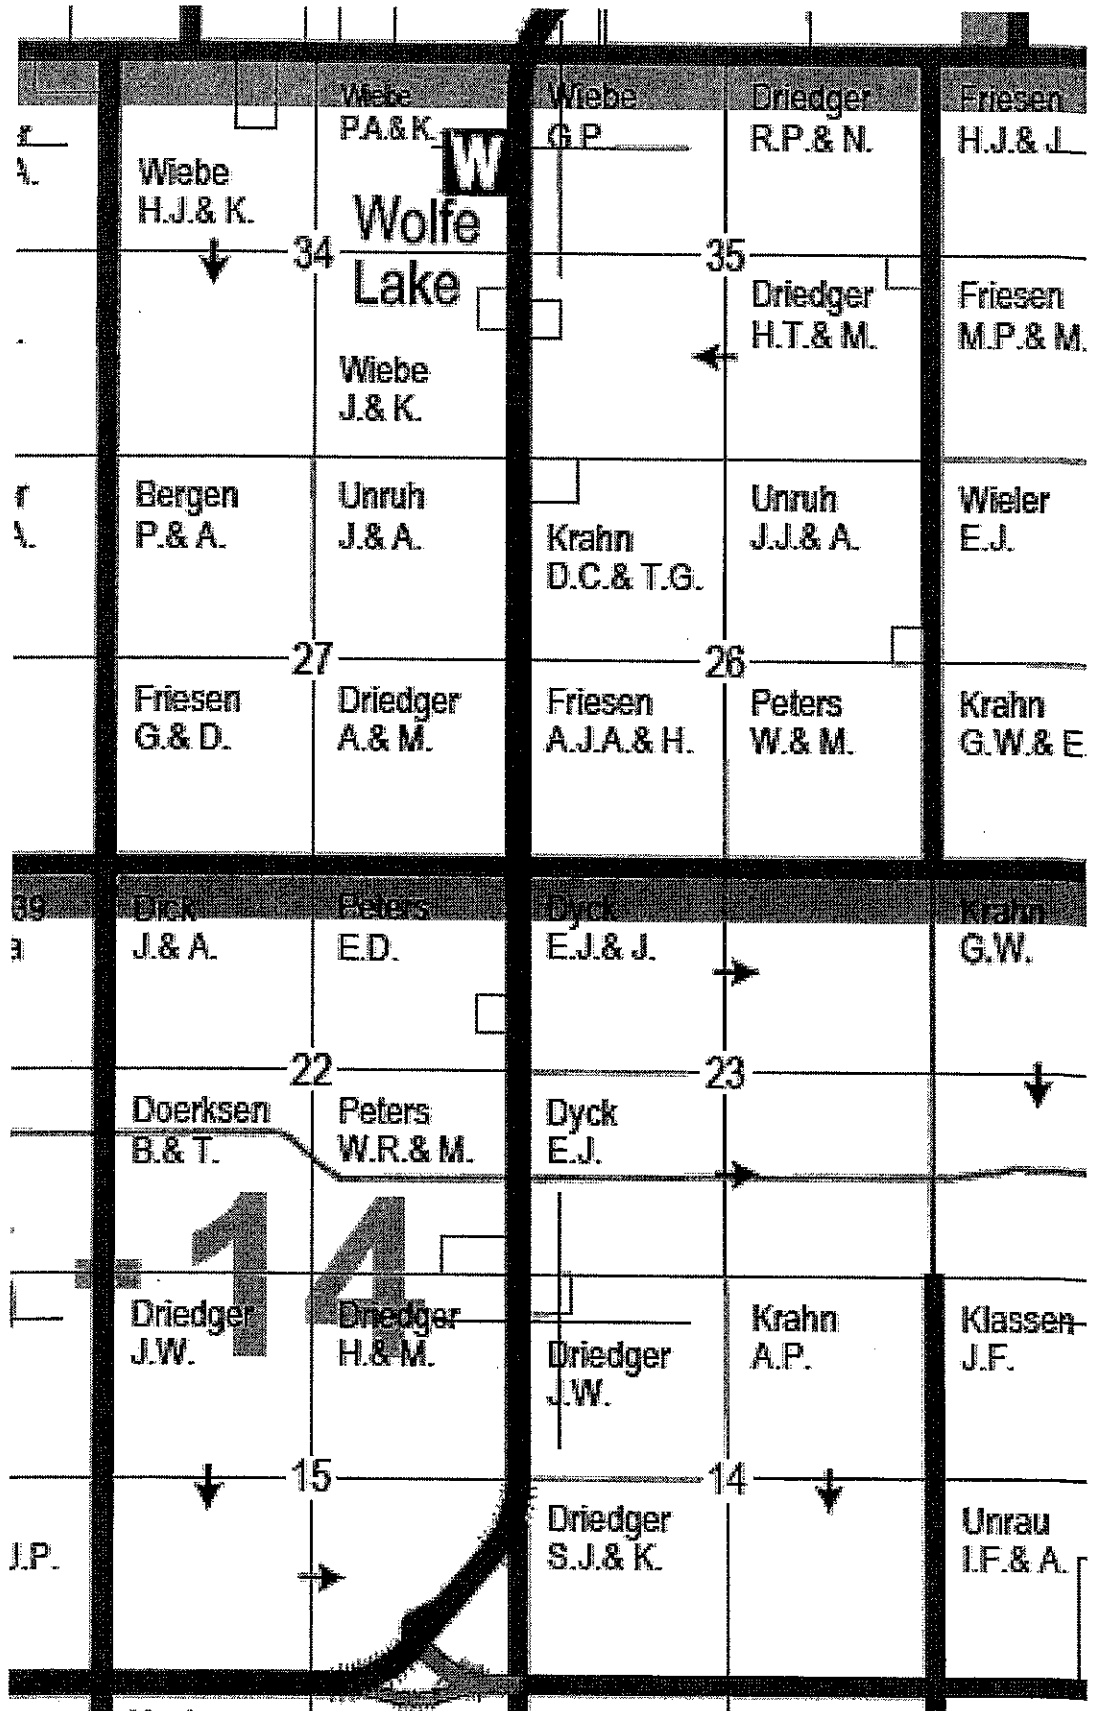 Wiebe
P.A.& K.
Wiebe
G.P.
Driedger
R.P.& N.
Friesen
H.J.& J.
Wiebe
H.J.& K.
W
Wolfe
Lake
34
35
Driedger
H.T.& M.
Friesen
M.P.& M.
Wiebe
J.& K.
Bergen
P.& A.
Unruh
J.& A.
Krahn
D.C.& T.G.
Unruh
J.J.& A.
Wieler
E.J.
27
26
Friesen
G.& D.
Driedger
A.& M.
Friesen
A.J.A.& H.
Peters
W.& M.
Krahn
G.W.& E
39
a
Dick
J.& A.
Peters
E.D.
Dyck
E.J.& J.
Krahn
G.W.
22
23
Doerksen
B.& T.
Peters
W.R.& M.
Dyck
E.J.
14
Driedger
J.W.
Driedger
H.& M.
Driedger
J.W.
Krahn
A.P.
Klassen
J.F.
15
14
J.P.
Driedger
S.J.& K.
Unrau
I.F.& A.